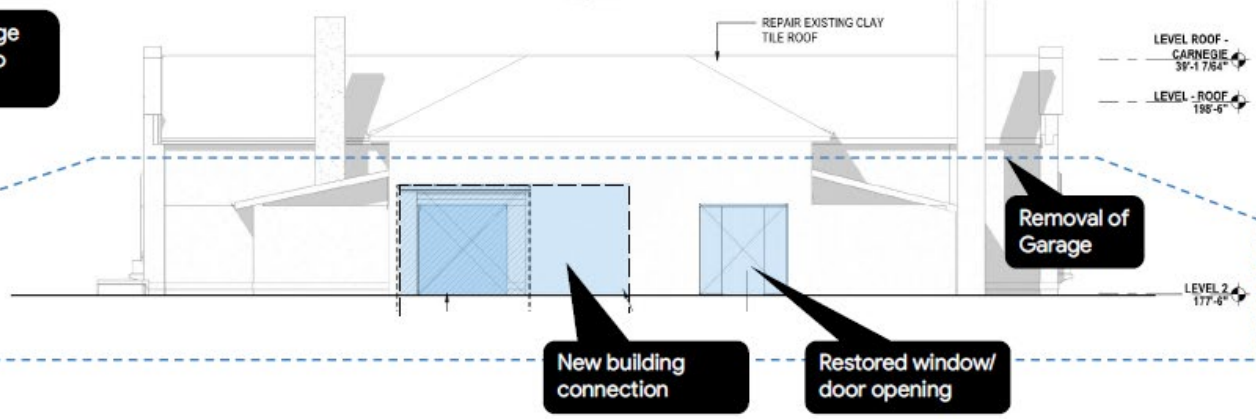 REPAIR EXISTING CLAY
TILE ROOF
LEVEL ROOF -
CARNEGIE
39'-1 7/64"
LEVEL - ROOF
198'-6"
Removal of
Garage
LEVEL 2
177'-6"
New building
connection
Restored window/
door opening